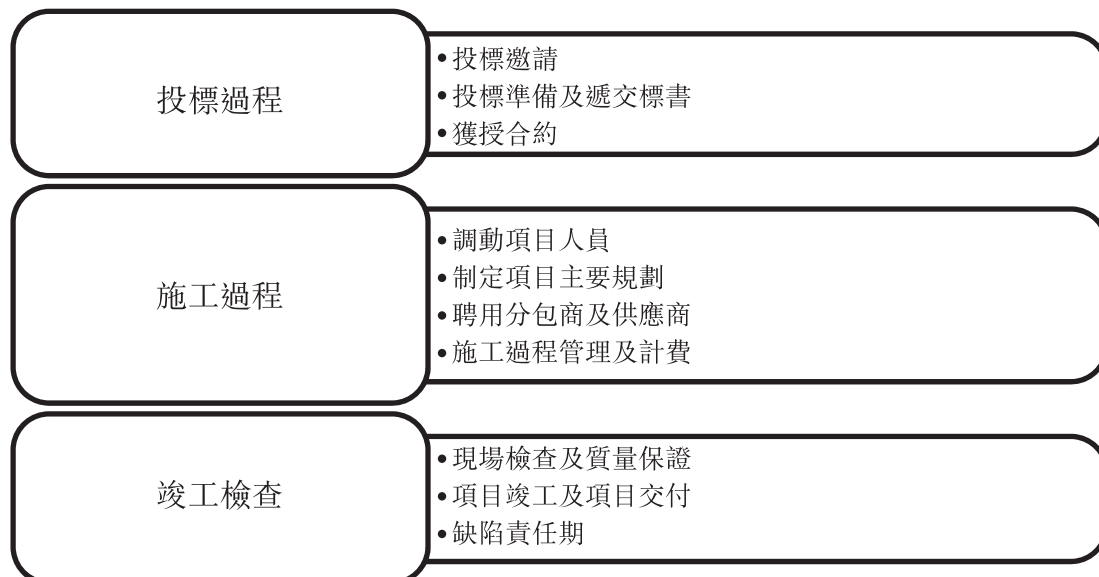 投標過程
•投標邀請
•投標準備及遞交標書
•獲授合約
施工過程
•調動項目人員
•制定項目主要規劃
•聘用分包商及供應商
•施工過程管理及計費
竣工檢查
•現場檢查及質量保證
•項目竣工及項目交付
•缺陷責任期